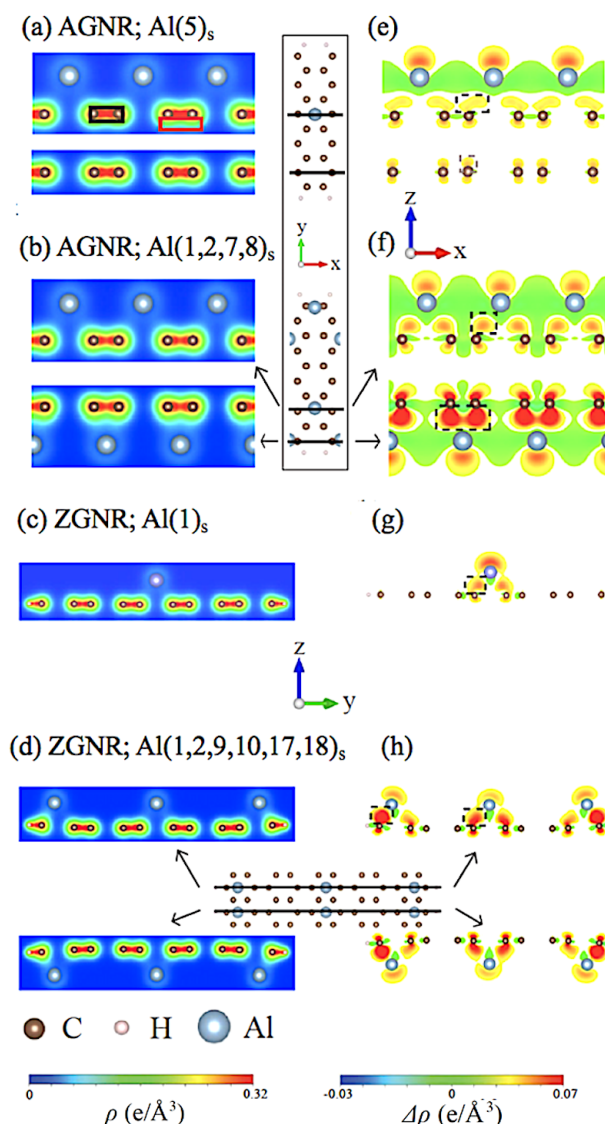 (a) AGNR; Al(5)s
(e)
y
x
z
x
(b) AGNR; Al(1,2,7,8)s
(f)
(c) ZGNR; Al(1)s
(g)
z
y
(d) ZGNR; Al(1,2,9,10,17,18)s
(h)
C H Al
0 0.32
ρ (e/Å³)
-0.03 0 0.07
Δρ (e/Å³)